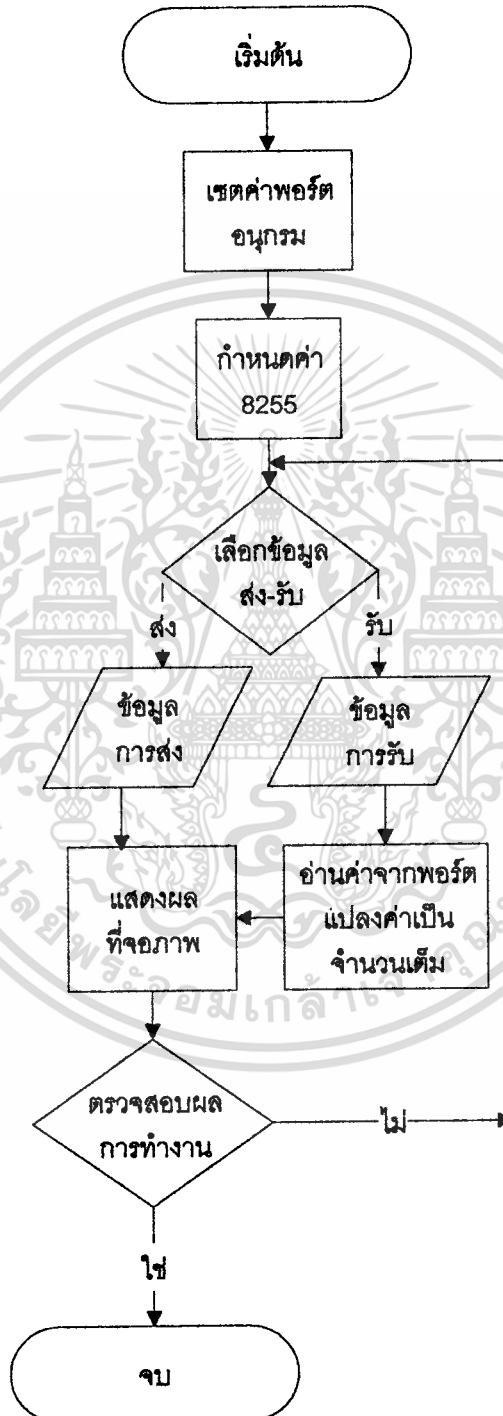 เริ่มต้น
เซตค่าพอร์ต
อนุกรม
กำหนดค่า
8255
เลือกข้อมูล
ส่ง-รับ
ส่ง
รับ
ข้อมูล
การส่ง
ข้อมูล
การรับ
แสดงผล
ที่จอภาพ
อ่านค่าจากพอร์ต
แปลงค่าเป็น
จำนวนเต็ม
ตรวจสอบผล
การทำงาน
ไม่
ใช่
จบ